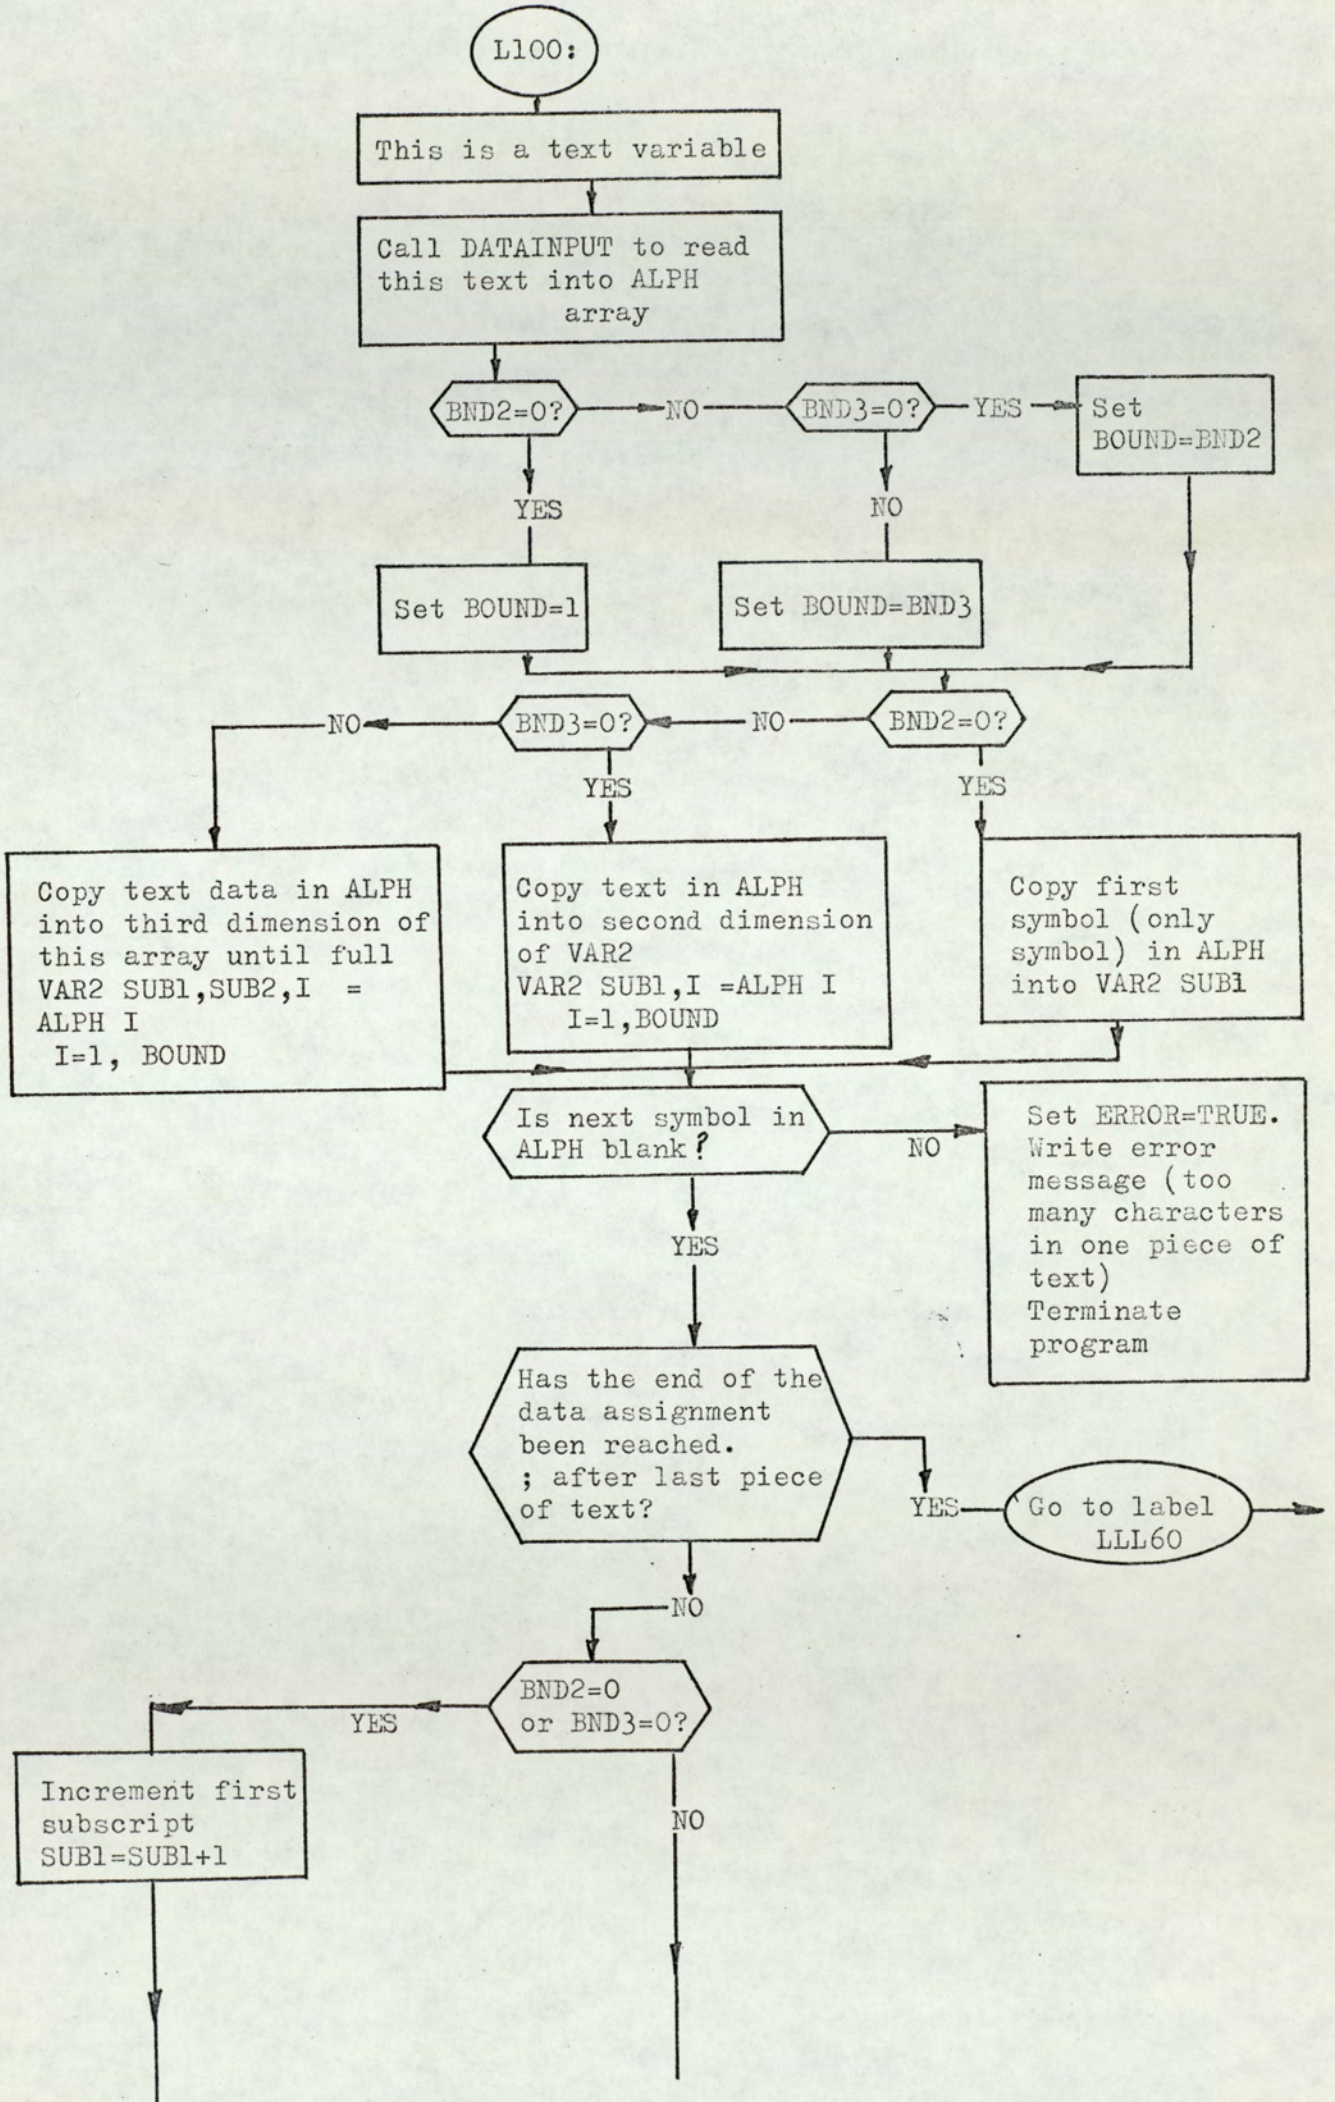 L100:
This is a text variable
Call DATAINPUT to read
this text into ALPH
array
BND2=0?
NO
BND3=0?
YES
Set
BOUND=BND2
YES
NO
Set BOUND=1
Set BOUND=BND3
NO
BND3=0?
NO
BND2=0?
YES
YES
Copy text data in ALPH
into third dimension of
this array until full
VAR2 SUB1,SUB2,I =
ALPH I
I=1, BOUND
Copy text in ALPH
into second dimension
of VAR2
VAR2 SUB1,I =ALPH I
I=1,BOUND
Copy first
symbol (only
symbol) in ALPH
into VAR2 SUB1
Is next symbol in
ALPH blank?
NO
Set ERROR=TRUE.
Write error
message (too
many characters
in one piece of
text)
Terminate
program
YES
Has the end of the
data assignment
been reached.
; after last piece
of text?
YES
Go to label
LLL60
NO
BND2=0
or BND3=0?
YES
Increment first
subscript
SUB1=SUB1+1
NO